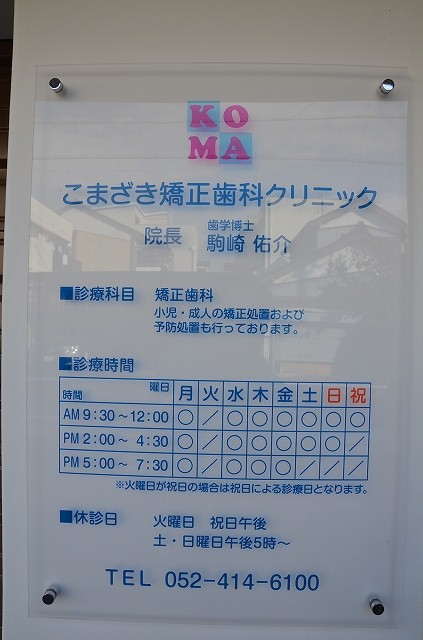 KO
MA
こまざき矯正歯科クリニック
歯学博士
院長 駒崎 佑介
■診療科目 矯正歯科
小児・成人の矯正処置および
予防処置も行っております。
■診療時間
曜日 時間 月 火 水 木 金 土 日 祝
AM 9:30～12:00 ○ ／ ○ ○ ○ ○ ○ ○
PM 2:00～ 4:30 ○ ／ ○ ○ ○ ○ ○ ／
PM 5:00～ 7:30 ○ ／ ○ ○ ○ ／ ／ ／
※火曜日が祝日の場合は祝日による診療日となります。
■休診日 火曜日 祝日午後
土・日曜日午後5時～
TEL 052-414-6100